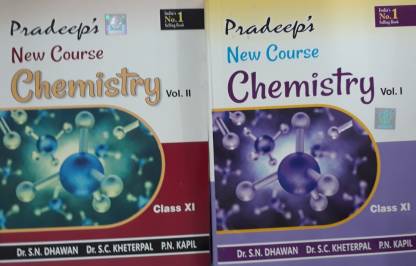 Pradeep's
India's
No.1
Selling Book
New Course
Chemistry Vol. II
Class XI
Dr. S.N. DHAWAN Dr. S.C. KHETERPAL P.N. KAPIL
Pradeep's
India's
No.1
Selling Book
New Course
Chemistry Vol. I
Class XI
Dr. S.N. DHAWAN Dr. S.C. KHETERPAL P.N. KAPIL